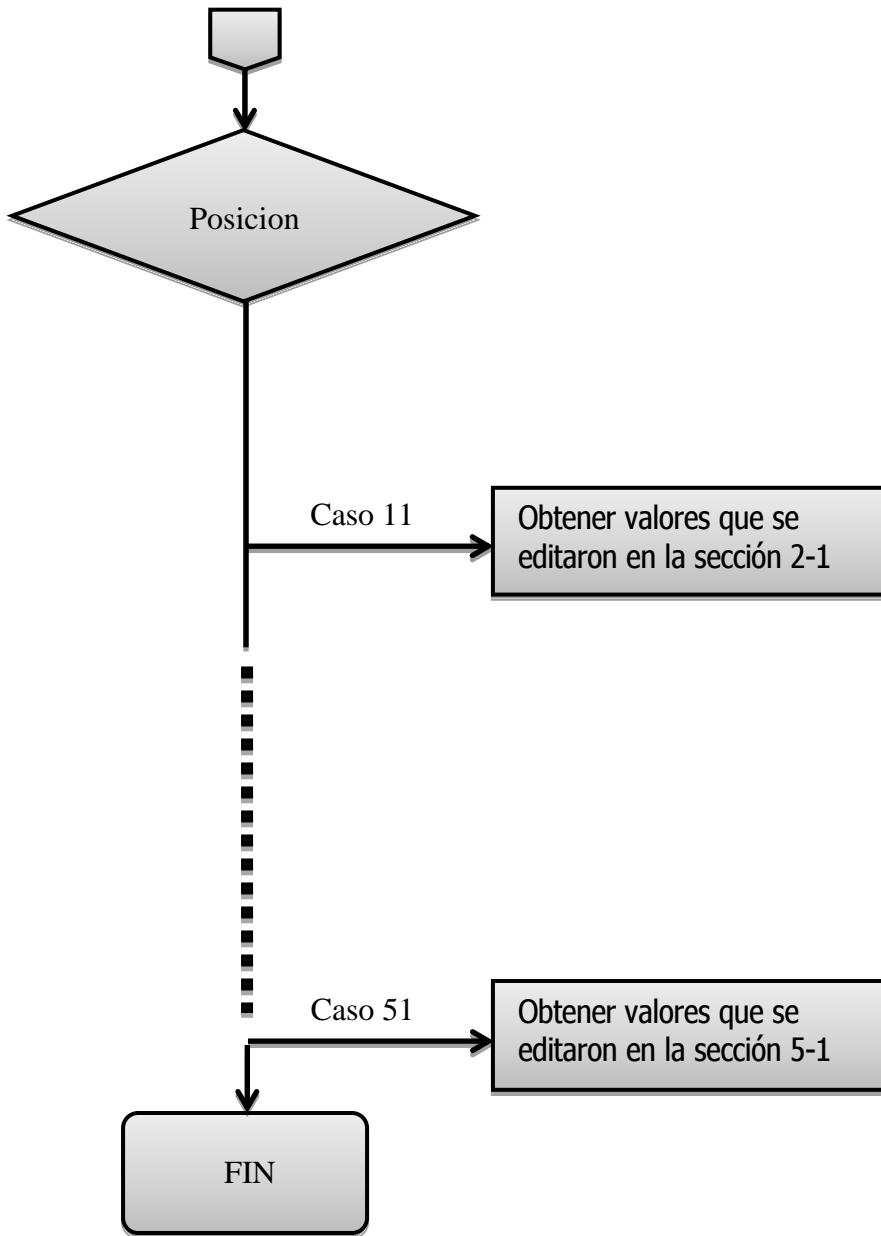 Posicion
Caso 11
Obtener valores que se
editaron en la sección 2-1
Caso 51
Obtener valores que se
editaron en la sección 5-1
FIN